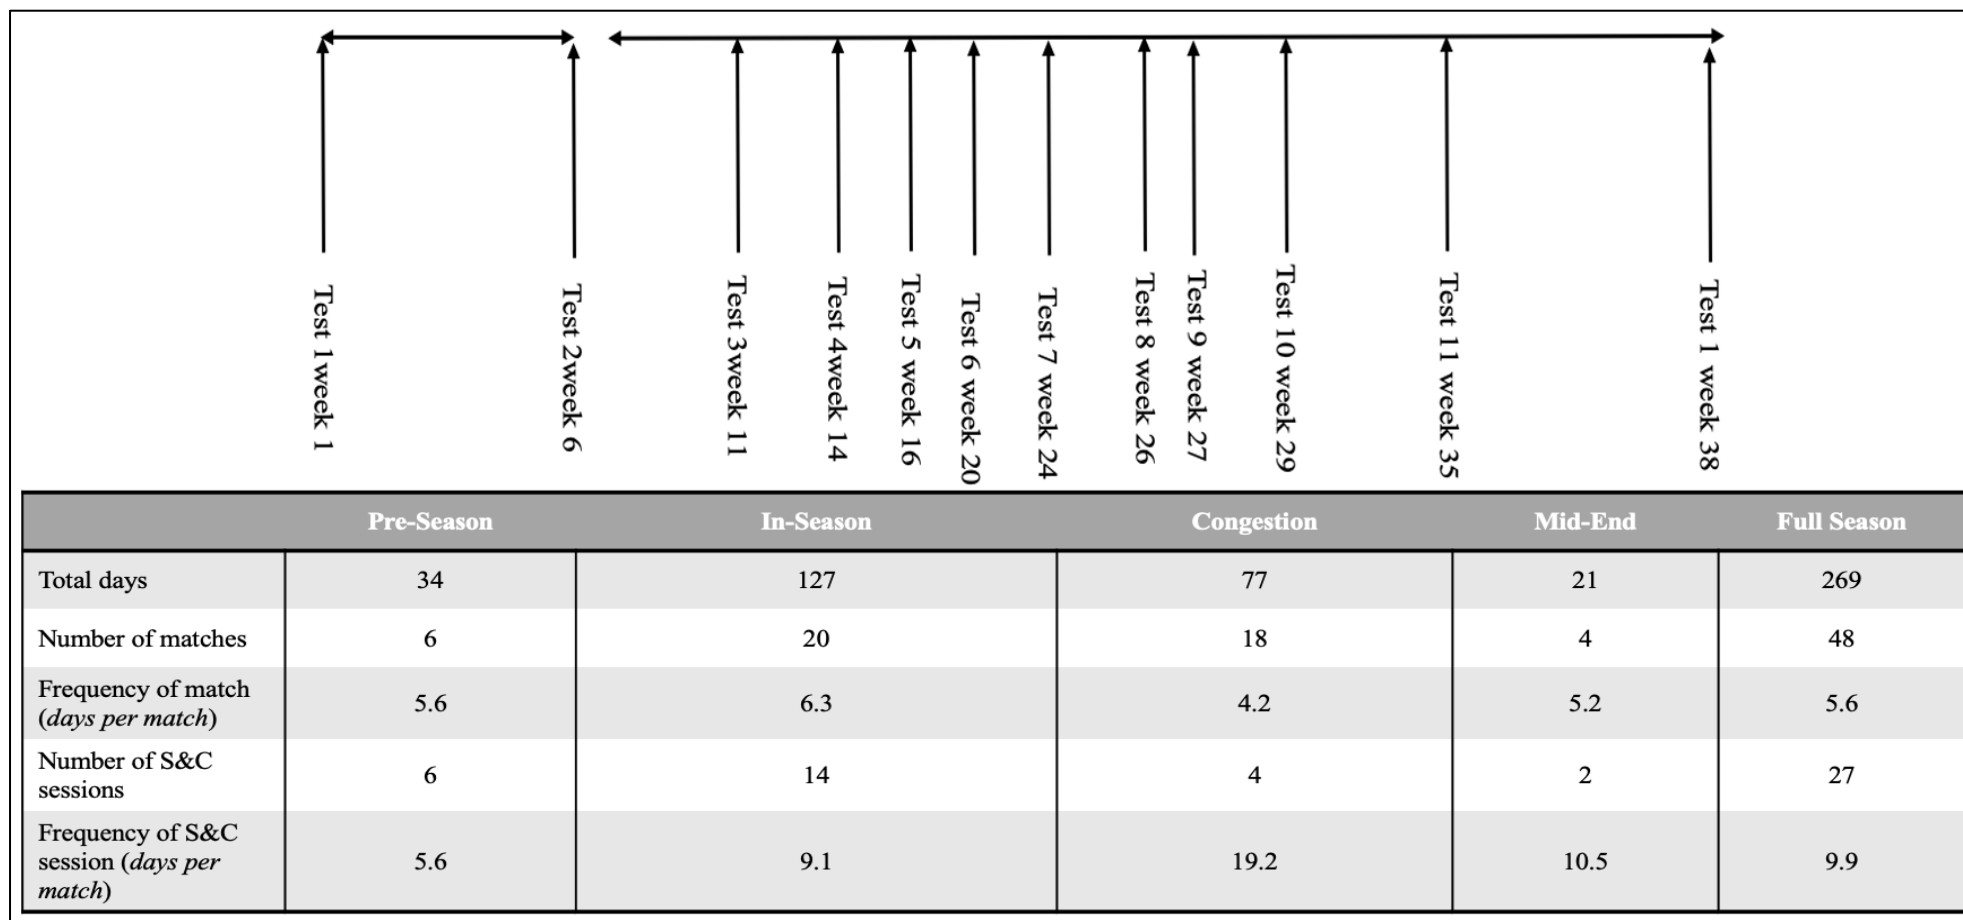 Test 1week 1
Test 2week 6
Test 3week 11
Test 4week 14
Test 5 week 16
Test 6 week 20
Test 7 week 24
Test 8 week 26
Test 9 week 27
Test 10 week 29
Test 11 week 35
Test 1 week 38
Pre-Season In-Season Congestion Mid-End Full Season
Total days 34 127 77 21 269
Number of matches 6 20 18 4 48
Frequency of match
(days per match) 5.6 6.3 4.2 5.2 5.6
Number of S&C
sessions 6 14 4 2 27
Frequency of S&C
session (days per
match) 5.6 9.1 19.2 10.5 9.9